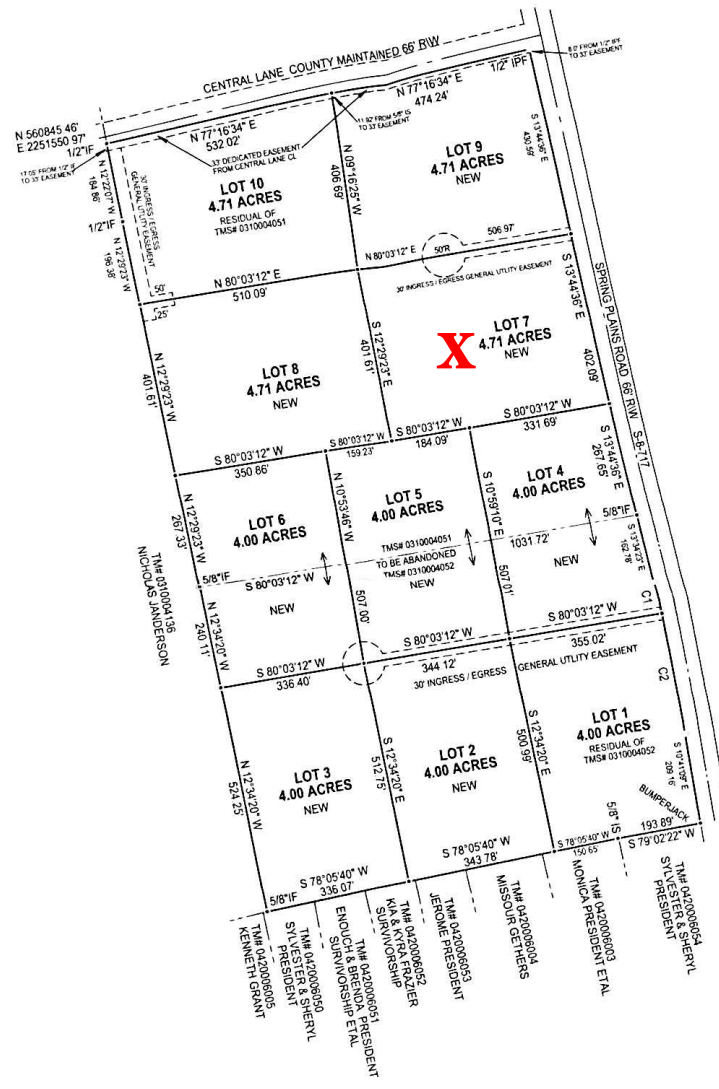 CENTRAL LANE COUNTY MAINTAINED 66' R/W
8.0' FROM 1/2" IPF
TO 33' EASEMENT
1/2" IPF
N 77°16'34" E
474.24'
11.92' FROM 5/8" IS
TO 33' EASEMENT
N 560845.46'
E 2251550.97'
1/2"IF
17.05' FROM 1/2" IF
TO 33' EASEMENT
N 77°16'34" E
532.02'
33' DEDICATED EASEMENT
FROM CENTRAL LANE CL
N 12°22'07" W
184.86'
1/2"IF
N 12°29'23" W
196.38'
30' INGRESS / EGRESS
GENERAL UTLITY EASEMENT
LOT 10
4.71 ACRES
RESIDUAL OF
TMS# 0310004051
N 09°16'25" W
406.69'
LOT 9
4.71 ACRES
NEW
S 13°44'36" E
430.59'
50'
25'
N 80°03'12" E
510.09'
N 80°03'12" E
50'R
506.97'
30' INGRESS / EGRESS GENERAL UTLITY EASEMENT
N 12°29'23" W
401.61'
LOT 8
4.71 ACRES
NEW
S 12°29'23" E
401.61'
X
LOT 7
4.71 ACRES
NEW
S 13°44'36" E
402.09'
SPRING PLAINS ROAD 66' R/W S-8-717
S 80°03'12" W
350.86'
S 80°03'12" W
159.23'
S 80°03'12" W
184.09'
S 80°03'12" W
331.69'
N 12°29'23" W
267.33'
LOT 6
4.00 ACRES
N 10°53'46" W
507.00'
LOT 5
4.00 ACRES
TMS# 0310004051
TO BE ABANDONED
TMS# 0310004052
NEW
S 10°59'10" E
507.01'
LOT 4
4.00 ACRES
1031.72'
NEW
S 13°44'36" E
267.65'
5/8"IF
S 13°34'23" E
162.78'
TM# 0310004136
NICHOLAS JANDERSON
5/8"IF
S 80°03'12" W
NEW
N 12°34'20" W
240.11'
C1
S 80°03'12" W
336.40'
S 80°03'12" W
344.12'
S 80°03'12" W
355.02'
30' INGRESS / EGRESS
GENERAL UTLITY EASEMENT
C2
N 12°34'20" W
524.25'
LOT 3
4.00 ACRES
NEW
S 12°34'20" E
512.75'
LOT 2
4.00 ACRES
NEW
S 12°34'20" E
500.99'
LOT 1
4.00 ACRES
RESIDUAL OF
TMS# 0310004052
S 10°41'09" E
209.16'
BUMPERJACK
5/8"IF
S 78°05'40" W
336.07'
S 78°05'40" W
343.78'
S 78°05'40" W
150.65'
5/8" IS
193.89'
S 79°02'22" W
TM# 0420006005
KENNETH GRANT
TM# 0420006050
SYLVESTER & SHERYL
PRESIDENT
TM# 0420006051
ENOUCH & BRENDA PRESIDENT
SURVIVORSHIP ETAL
TM# 0420006052
KIA & KYRA FRAZIER
SURVIVORSHIP
TM# 0420006053
JEROME PRESIDENT
TM# 0420006004
MISSOUR GETHERS
TM# 0420006003
MONICA PRESIDENT ETAL
TM# 0420006054
SYLVESTER & SHERYL
PRESIDENT